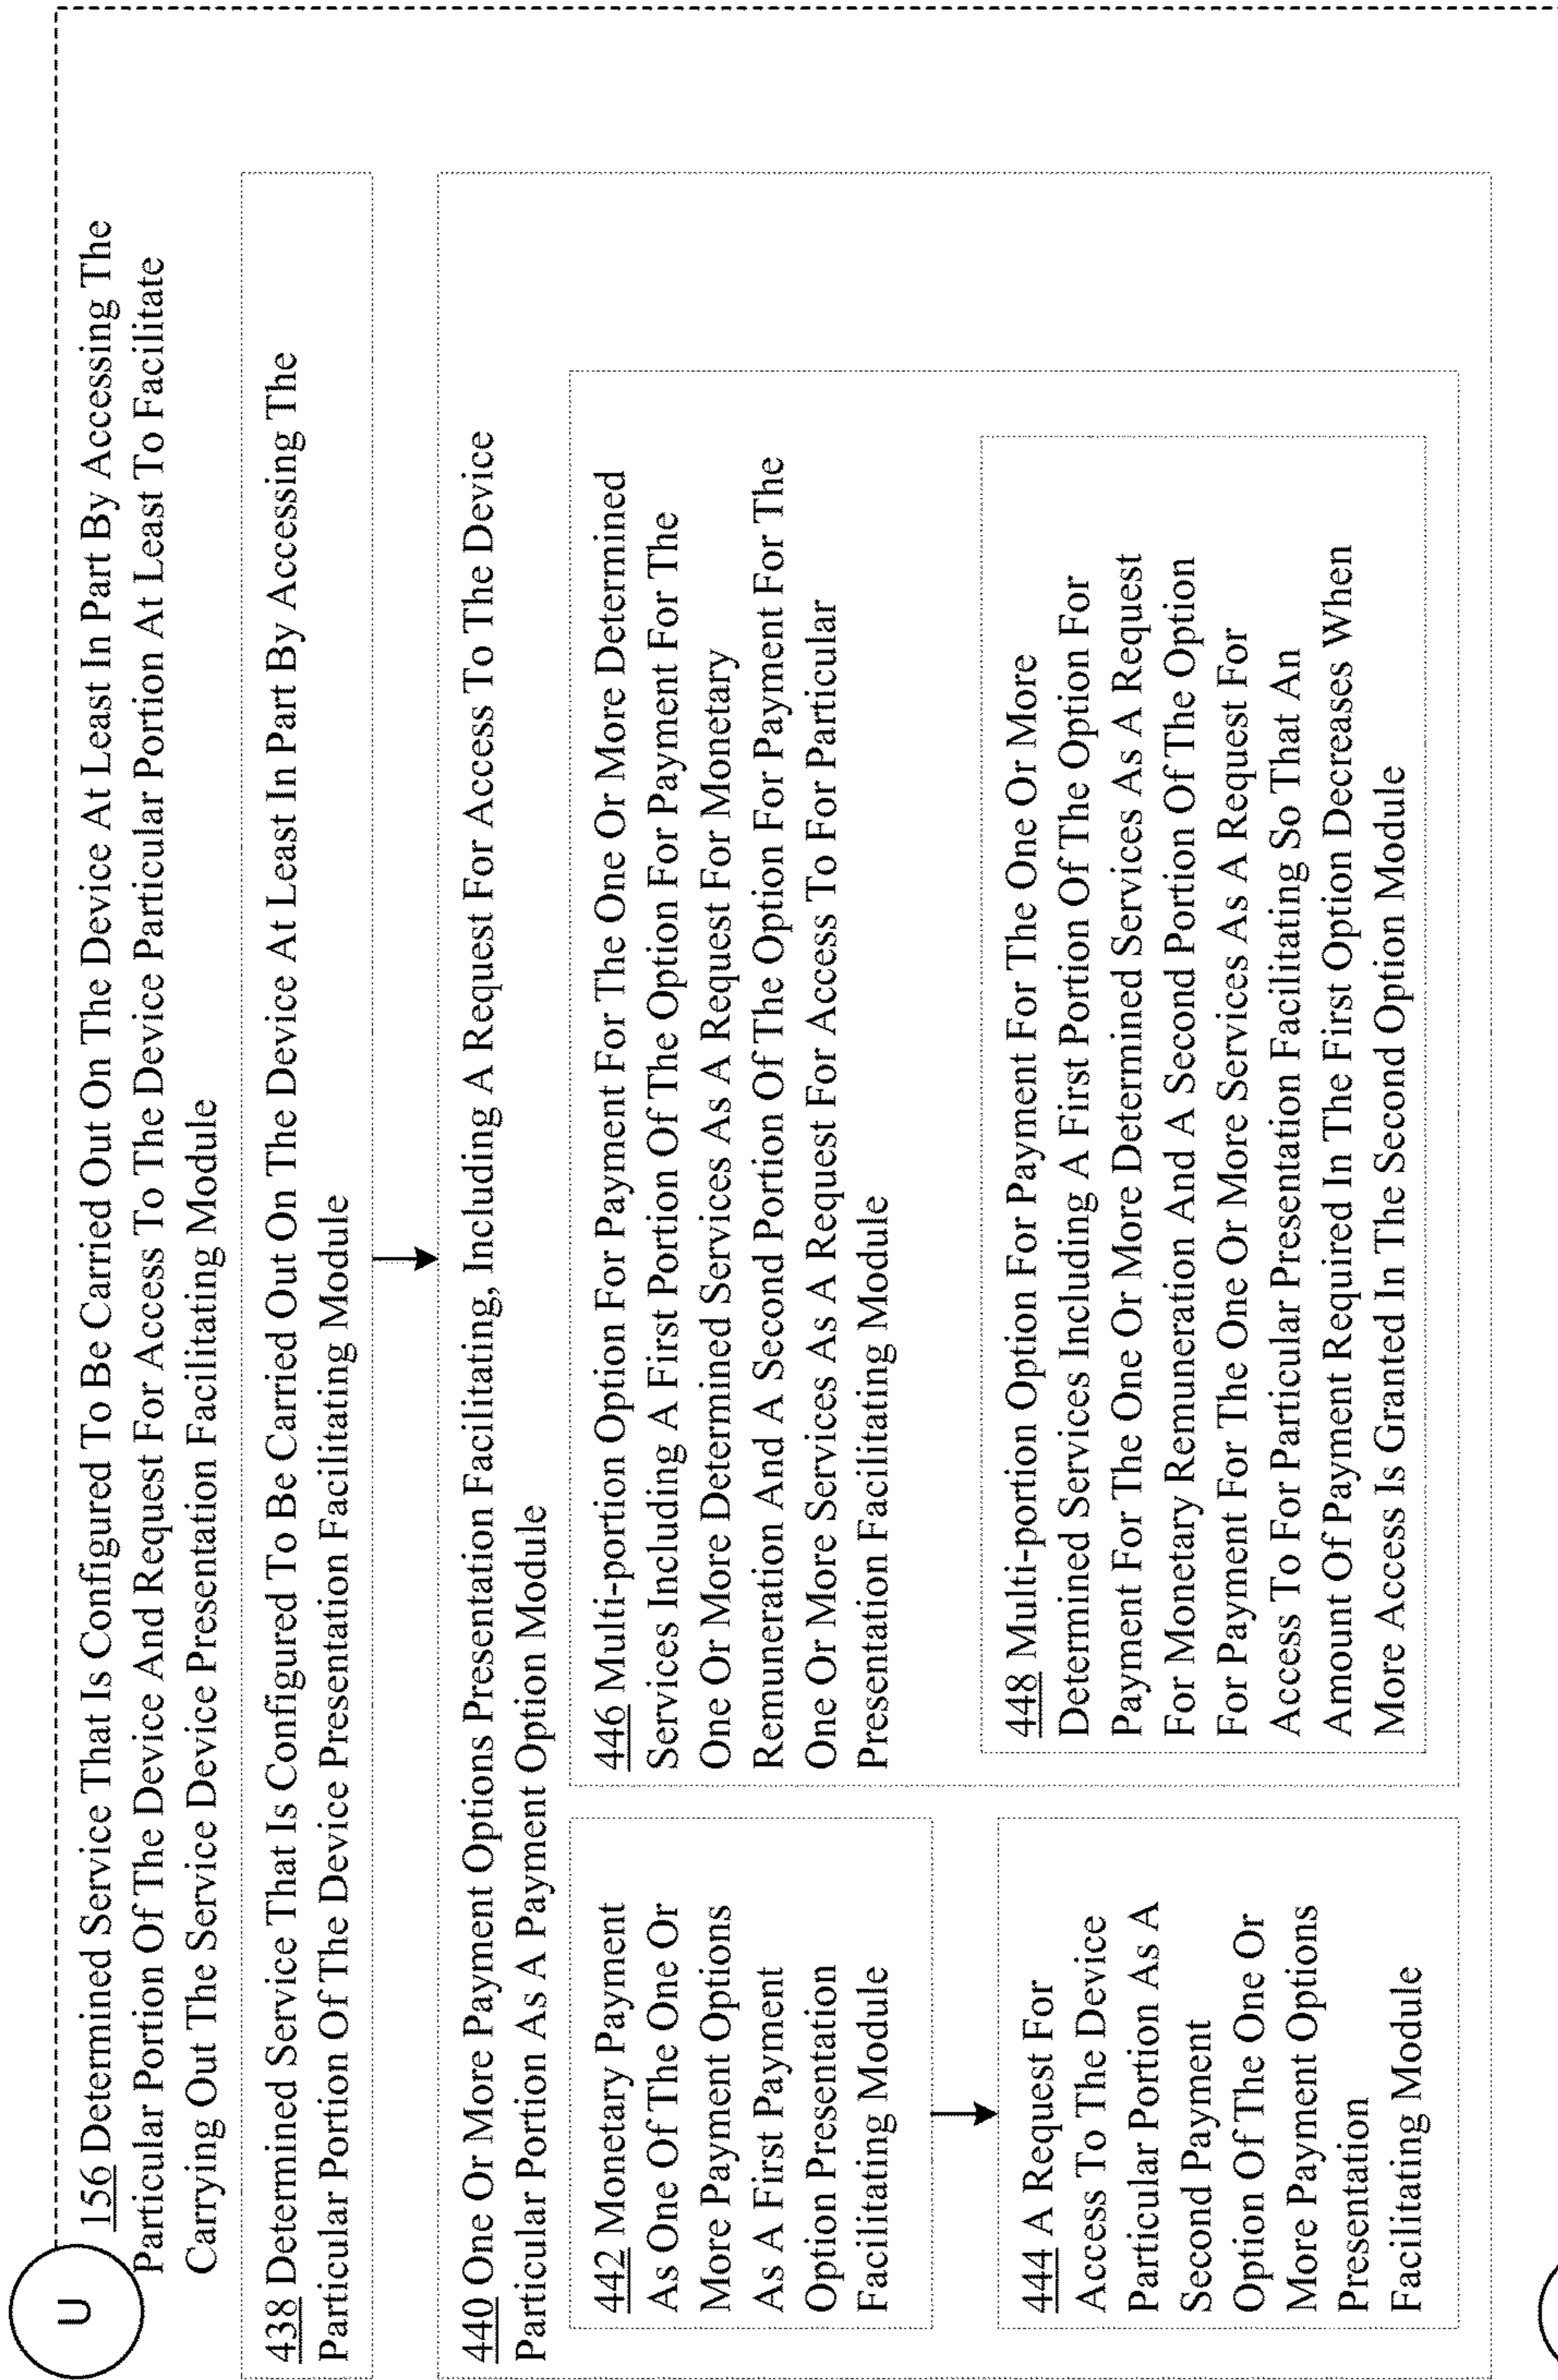 U
156 Determined Service That Is Configured To Be Carried Out On The Device At Least In Part By Accessing The
Particular Portion Of The Device And Request For Access To The Device Particular Portion At Least To Facilitate
Carrying Out The Service Device Presentation Facilitating Module
438 Determined Service That Is Configured To Be Carried Out On The Device At Least In Part By Accessing The
Particular Portion Of The Device Presentation Facilitating Module
440 One Or More Payment Options Presentation Facilitating, Including A Request For Access To The Device
Particular Portion As A Payment Option Module
442 Monetary Payment
As One Of The One Or
More Payment Options
As A First Payment
Option Presentation
Facilitating Module
444 A Request For
Access To The Device
Particular Portion As A
Second Payment
Option Of The One Or
More Payment Options
Presentation
Facilitating Module
446 Multi-portion Option For Payment For The One Or More Determined
Services Including A First Portion Of The Option For Payment For The
One Or More Determined Services As A Request For Monetary
Remuneration And A Second Portion Of The Option For Payment For The
One Or More Services As A Request For Access To For Particular
Presentation Facilitating Module
448 Multi-portion Option For Payment For The One Or More
Determined Services Including A First Portion Of The Option For
Payment For The One Or More Determined Services As A Request
For Monetary Remuneration And A Second Portion Of The Option
For Payment For The One Or More Services As A Request For
Access To For Particular Presentation Facilitating So That An
Amount Of Payment Required In The First Option Decreases When
More Access Is Granted In The Second Option Module